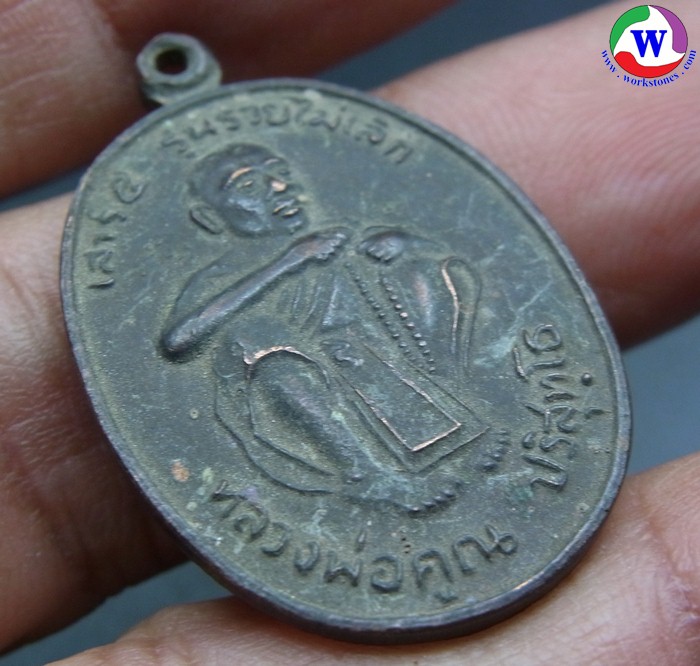 เสาร์ ๕ รุ่นรวยไม่เลิก
หลวงพ่อคูณ ปริสุทฺโธ
W
www.workstones.com